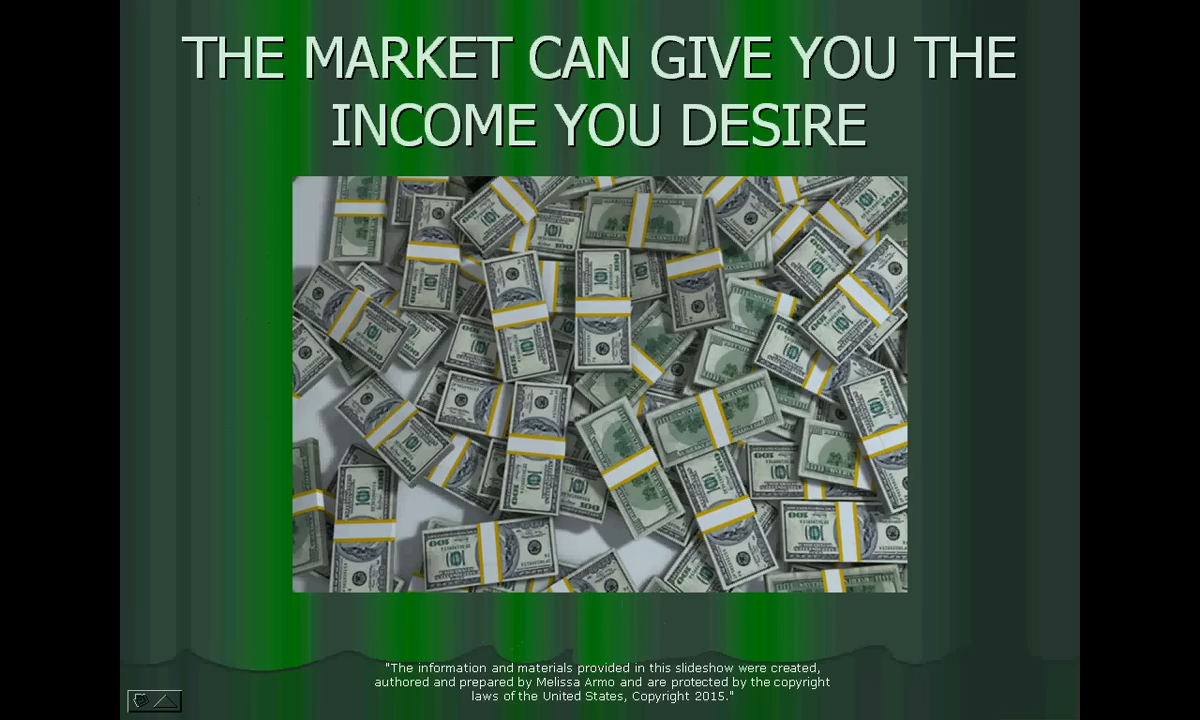 THE MARKET CAN GIVE YOU THE
INCOME YOU DESIRE
"The information and materials provided in this slideshow were created,
authored and prepared by Melissa Armo and are protected by the copyright
laws of the United States, Copyright 2015."